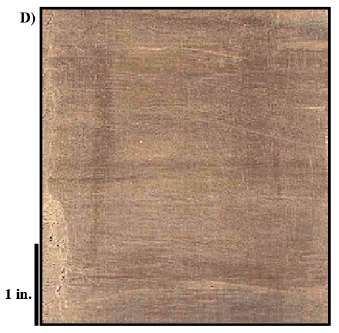 D)
1 in.